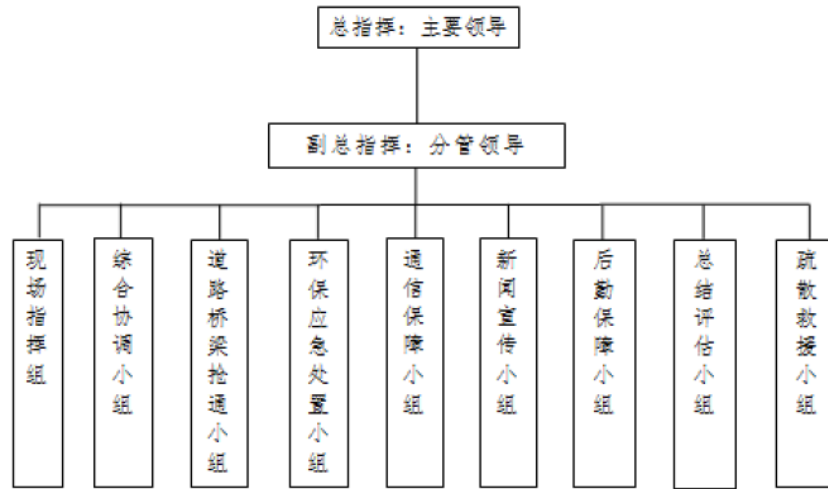 总指挥：主要领导
副总指挥：分管领导
现场指挥组
综合协调小组
道路桥梁抢通小组
环保应急处置小组
通信保障小组
新闻宣传小组
后勤保障小组
总结评估小组
疏散救援小组